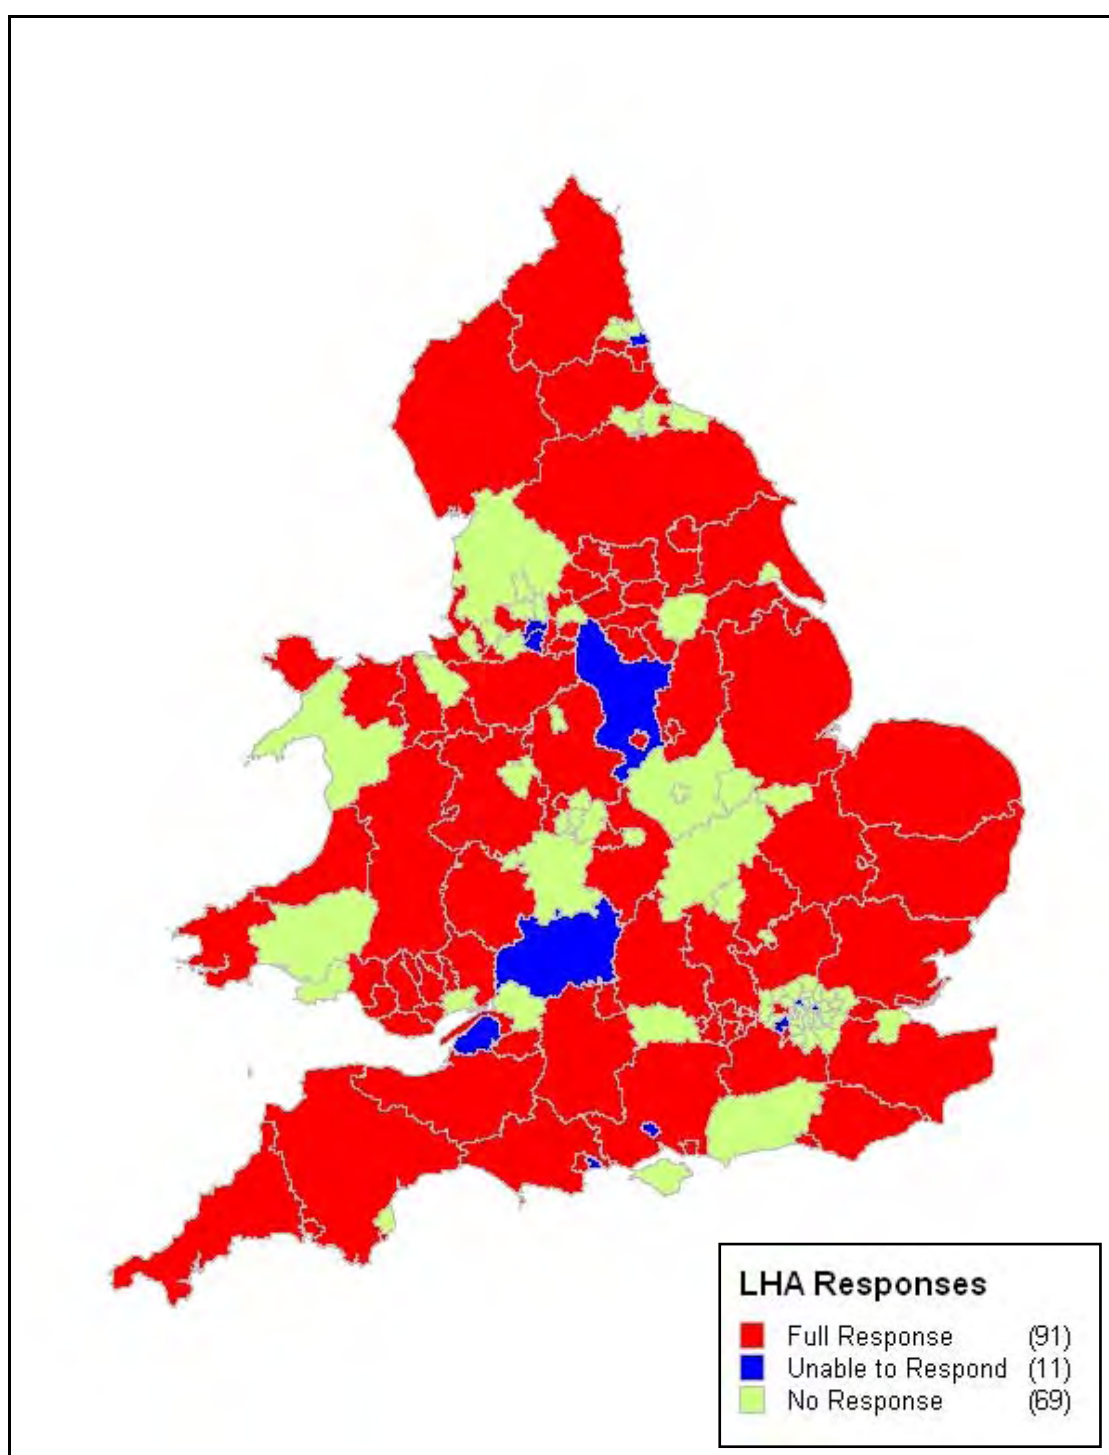 LHA Responses
Full Response (91)
Unable to Respond (11)
No Response (69)